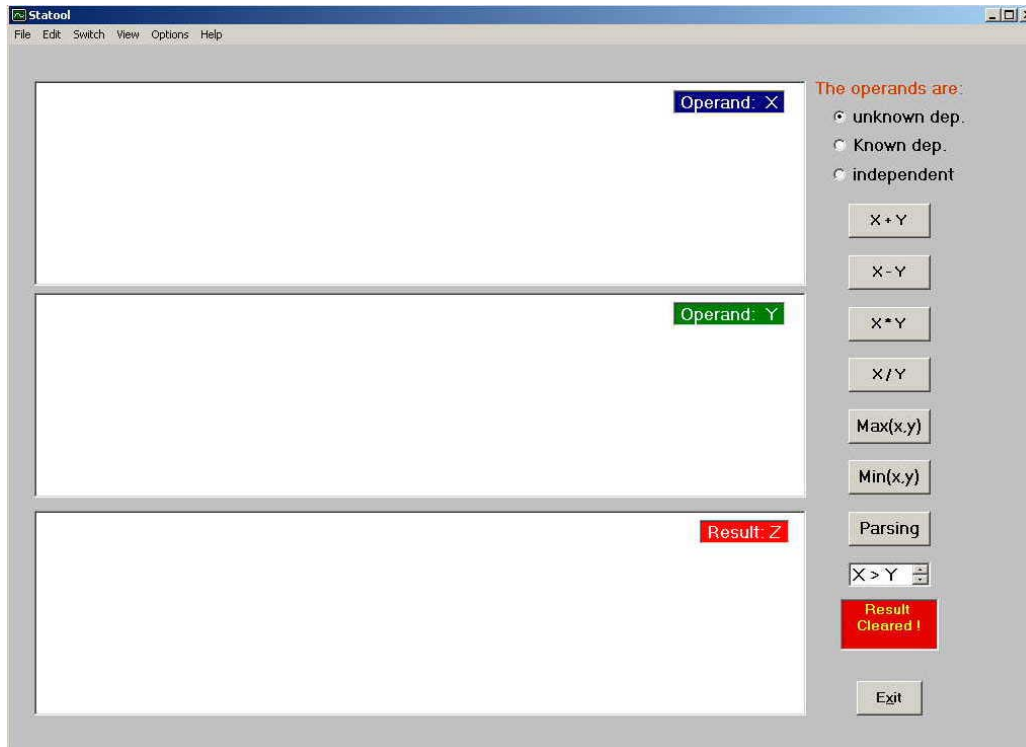 Statool
File Edit Switch View Options Help
Operand: X
Operand: Y
Result: Z
The operands are:
unknown dep.
Known dep.
independent
X + Y
X - Y
X * Y
X / Y
Max(x,y)
Min(x,y)
Parsing
X > Y
Result
Cleared !
Exit